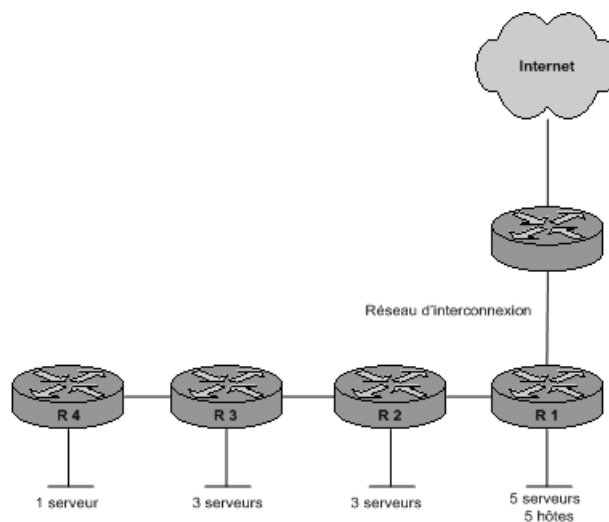 Internet
Réseau d'interconnexion
R 4
R 3
R 2
R 1
1 serveur
3 serveurs
3 serveurs
5 serveurs
5 hôtes